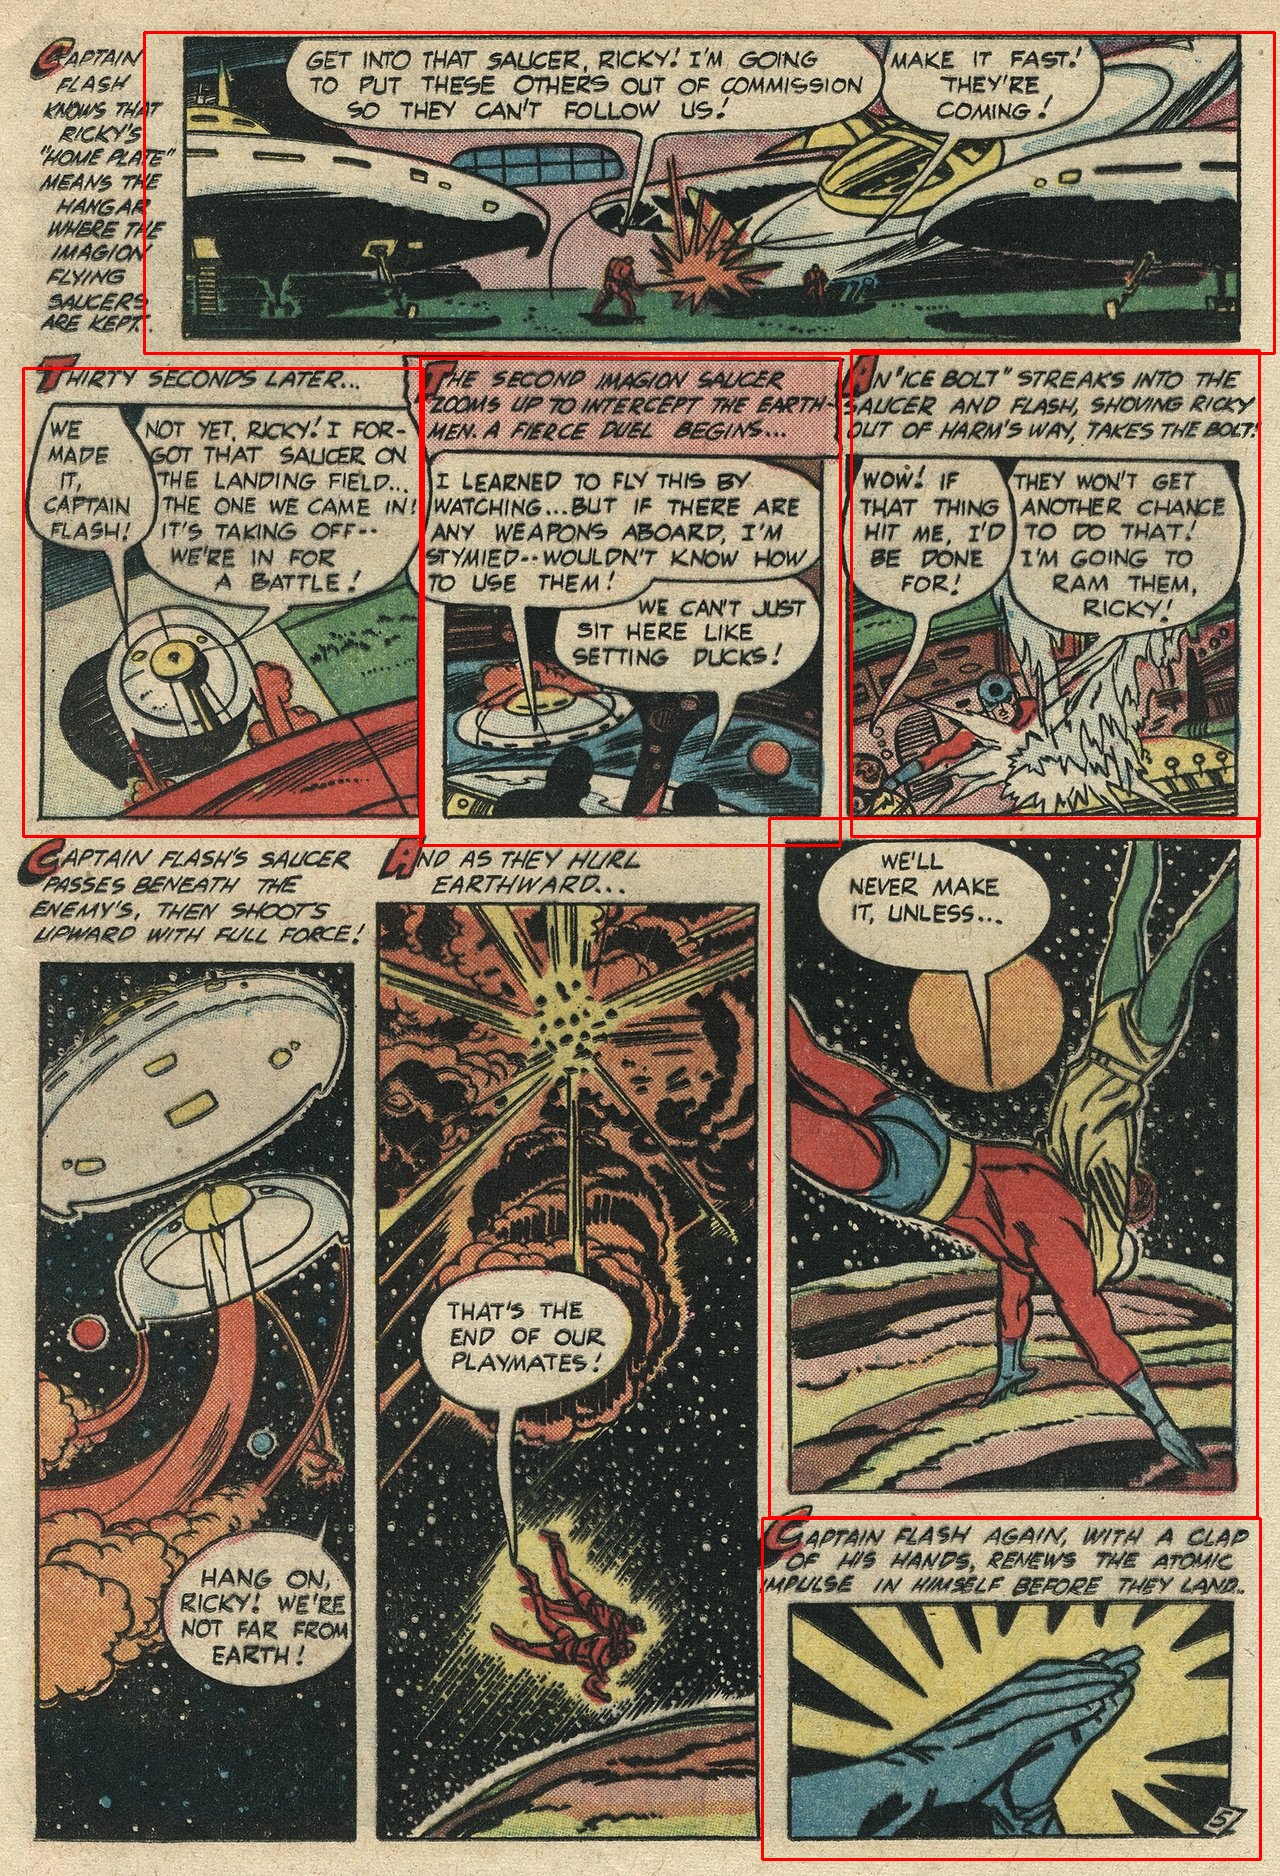 CAPTAIN
FLASH
KNOWS THAT
RICKY'S
"HOME PLATE"
MEANS THE
HANGAR
WHERE THE
IMAGION
FLYING
SAUCERS
ARE KEPT.
GET INTO THAT SAUCER, RICKY! I'M GOING
TO PUT THESE OTHERS OUT OF COMMISSION
SO THEY CAN'T FOLLOW US!
MAKE IT FAST!
THEY'RE
COMING!
THIRTY SECONDS LATER...
WE
MADE
IT,
CAPTAIN
FLASH!
NOT YET, RICKY! I FOR-
GOT THAT SAUCER ON
THE LANDING FIELD...
THE ONE WE CAME IN!
IT'S TAKING OFF--
WE'RE IN FOR
A BATTLE!
THE SECOND IMAGION SAUCER
ZOOMS UP TO INTERCEPT THE EARTH-
MEN. A FIERCE DUEL BEGINS...
I LEARNED TO FLY THIS BY
WATCHING...BUT IF THERE ARE
ANY WEAPONS ABOARD, I'M
STYMIED--WOULDN'T KNOW HOW
TO USE THEM!
WE CAN'T JUST
SIT HERE LIKE
SETTING DUCKS!
AN "ICE BOLT" STREAKS INTO THE
SAUCER AND FLASH, SHOVING RICKY
OUT OF HARM'S WAY, TAKES THE BOLT!
WOW! IF
THAT THING
HIT ME, I'D
BE DONE
FOR!
THEY WON'T GET
ANOTHER CHANCE
TO DO THAT!
I'M GOING TO
RAM THEM,
RICKY!
CAPTAIN FLASH'S SAUCER
PASSES BENEATH THE
ENEMY'S, THEN SHOOTS
UPWARD WITH FULL FORCE!
HANG ON,
RICKY! WE'RE
NOT FAR FROM
EARTH!
AND AS THEY HURL
EARTHWARD...
THAT'S THE
END OF OUR
PLAYMATES!
WE'LL
NEVER MAKE
IT, UNLESS...
CAPTAIN FLASH AGAIN, WITH A CLAP
OF HIS HANDS, RENEWS THE ATOMIC
IMPULSE IN HIMSELF BEFORE THEY LAND..
5